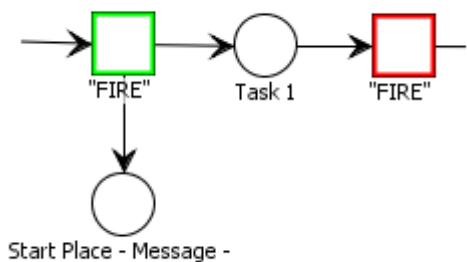 "FIRE"
Task 1
"FIRE"
Start Place - Message -